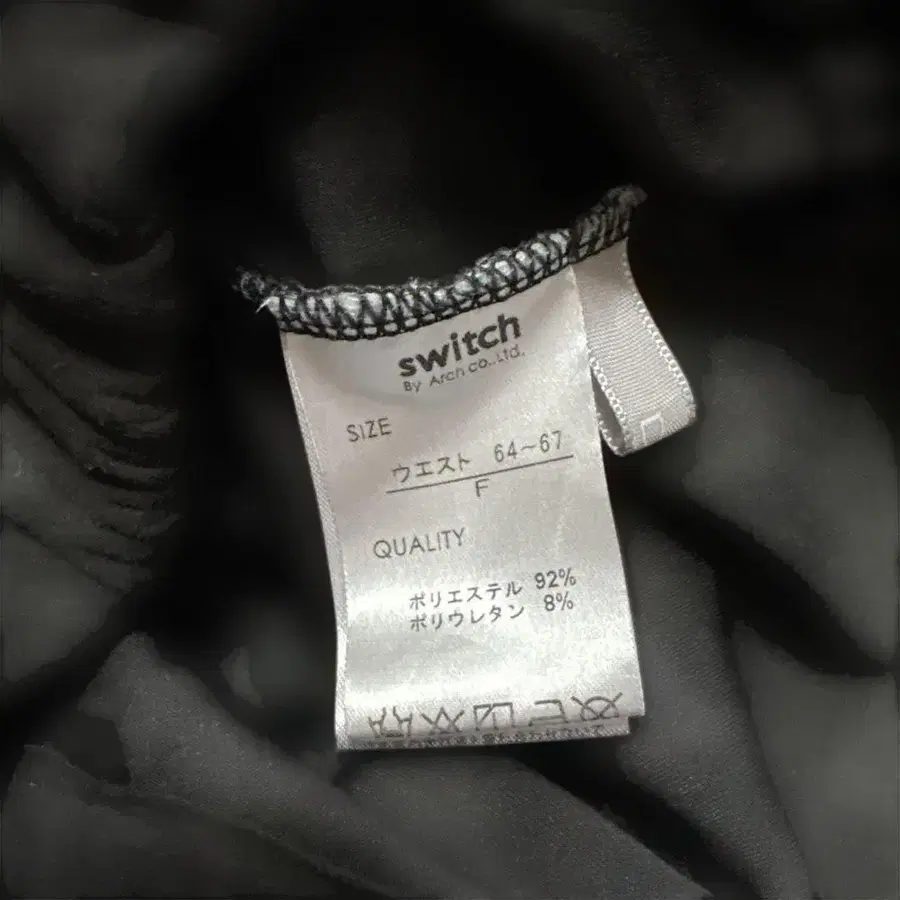 switch
By Arch co.,Ltd.
SIZE
ウエスト 64~67
F
QUALITY
ポリエステル 92%
ポリウレタン 8%